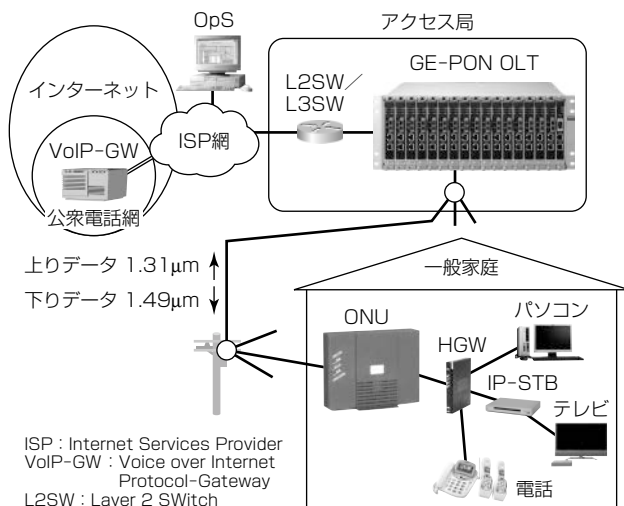 OpS
アクセス局
GE-PON OLT
L2SW/
L3SW
インターネット
ISP網
VoIP-GW
公衆電話網
上りデータ 1.31μm
下りデータ 1.49μm
一般家庭
ONU
HGW
パソコン
IP-STB
テレビ
電話
ISP:Internet Services Provider
VoIP-GW:Voice over Internet
Protocol-Gateway
L2SW:Layer 2 SWitch